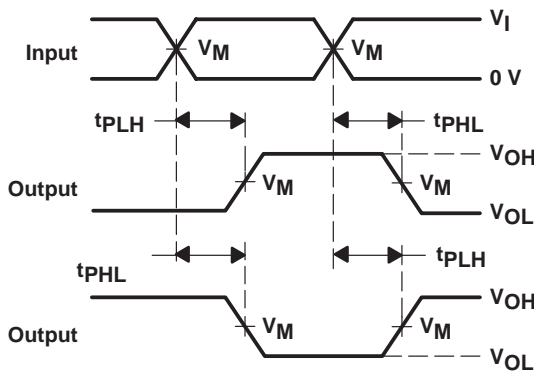 VI
Input VM VM
0 V
tPLH tPHL
VOH
Output VM VM
VOL
tPHL tPLH
VOH
Output VM VM
VOL